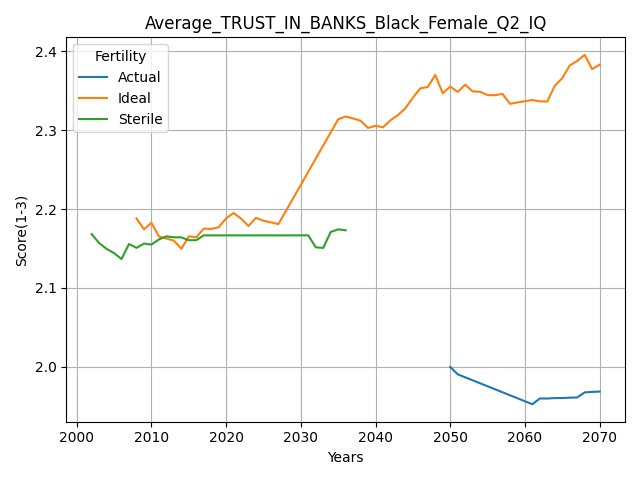 Average_TRUST_IN_BANKS_Black_Female_Q2_IQ
Fertility
Actual
Ideal
Sterile
Score(1-3)
2.4
2.3
2.2
2.1
2.0
2000 2010 2020 2030 2040 2050 2060 2070
Years